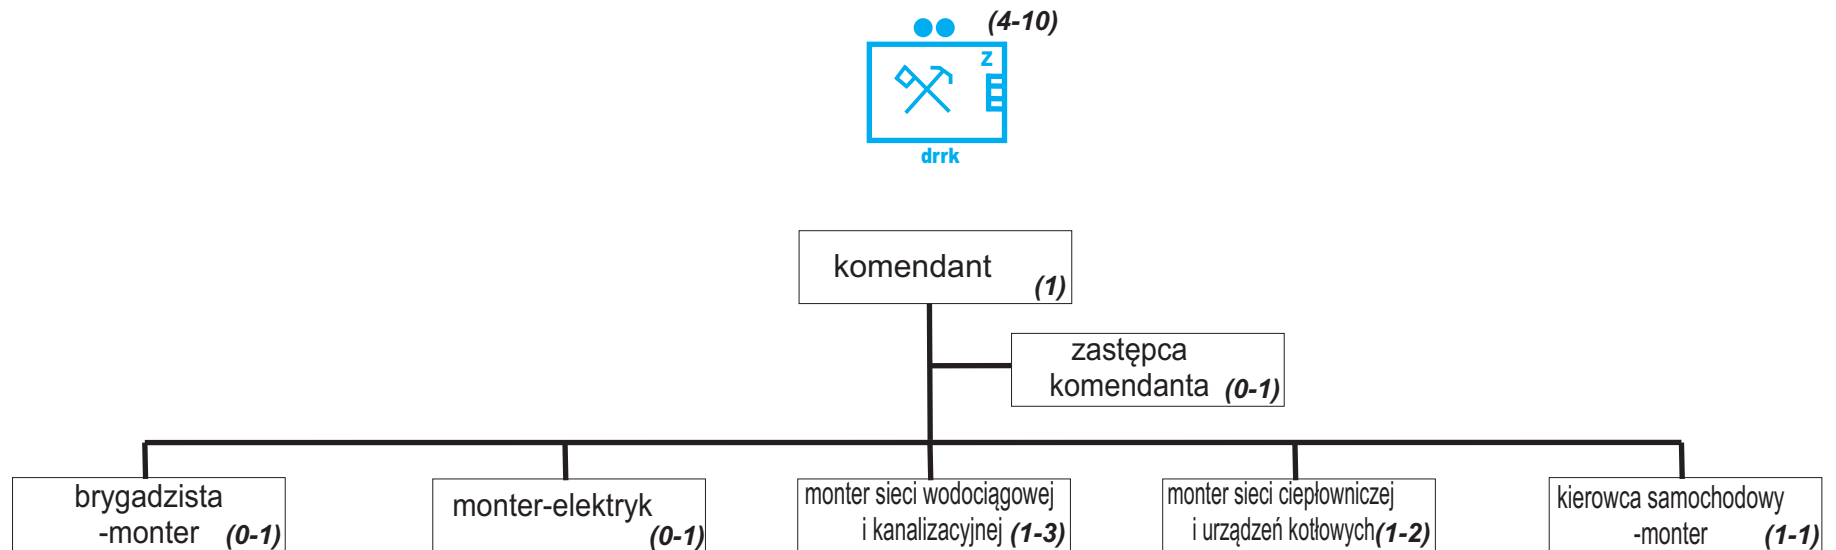 (4-10)
z
drrk
komendant
(1)
zastępca
komendanta (0-1)
brygadzista
-monter (0-1)
monter-elektryk
(0-1)
monter sieci wodociągowej
i kanalizacyjnej (1-3)
monter sieci ciepłowniczej
i urządzeń kotłowych (1-2)
kierowca samochodowy
-monter (1-1)